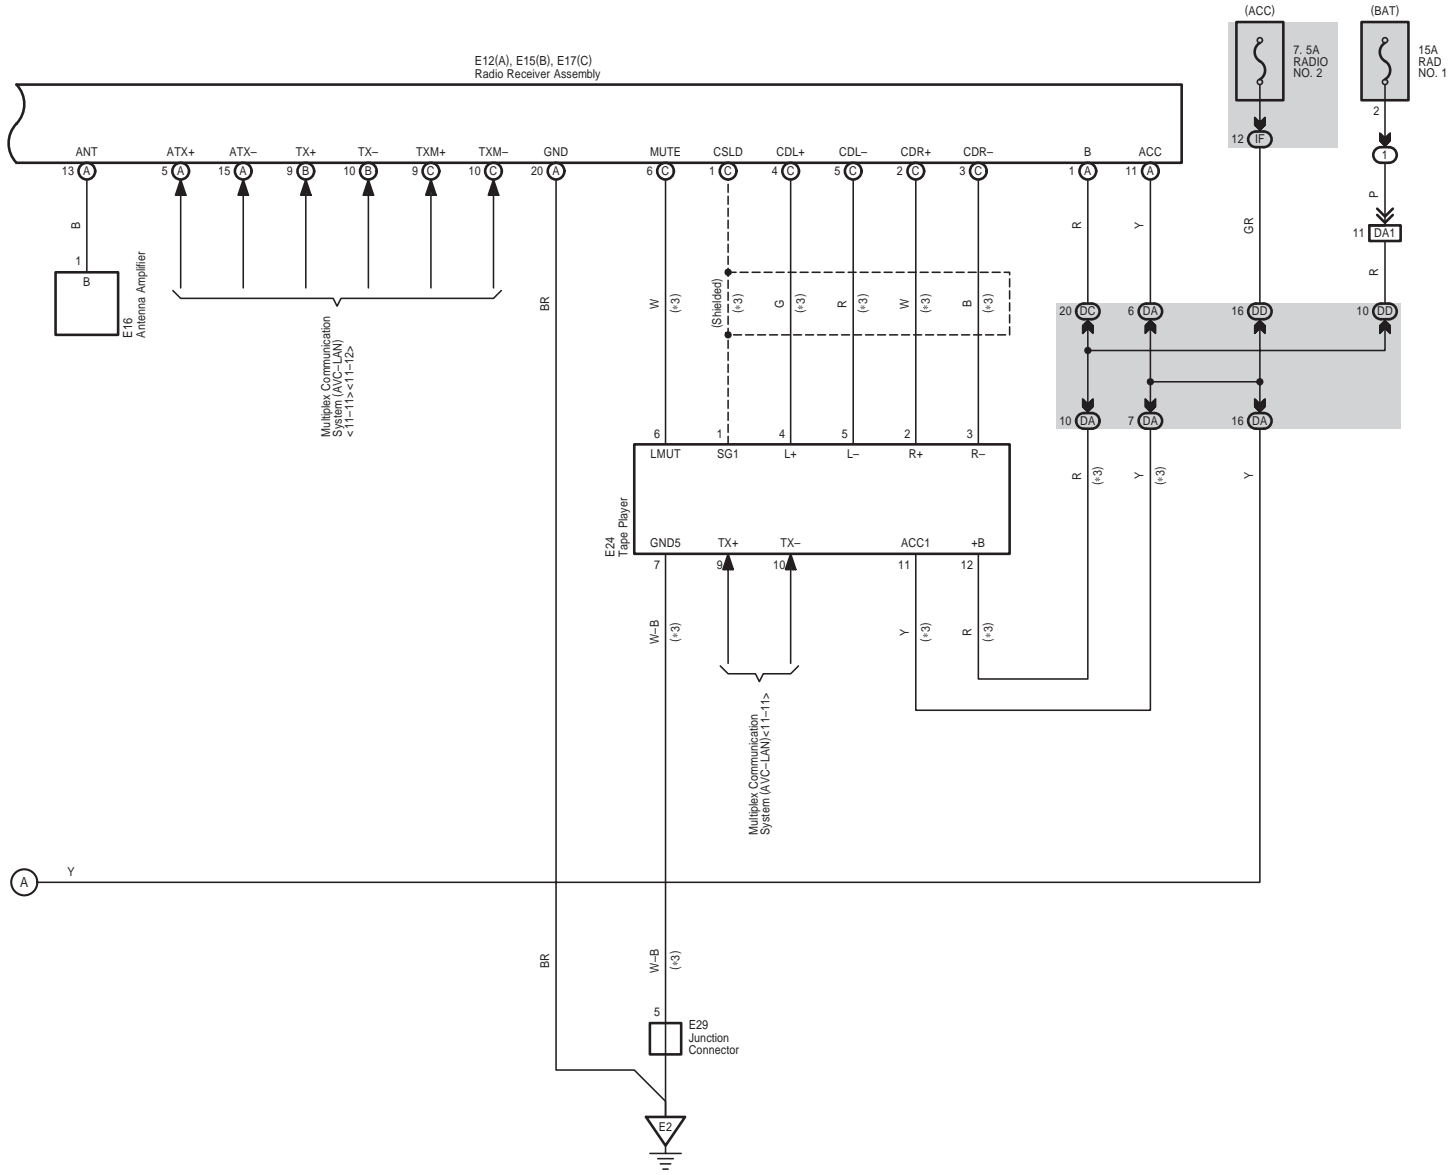 (ACC)
(BAT)
7. 5A
RADIO
NO. 2
15A
RAD
NO. 1
E12(A), E15(B), E17(C)
Radio Receiver Assembly
2
12 IF
1
ANT ATX+ ATX– TX+ TX– TXM+ TXM– GND MUTE CSLD CDL+ CDL– CDR+ CDR– B ACC
13 A 5 A 15 A 9 B 10 B 9 C 10 C 20 A 6 C 1 C 4 C 5 C 2 C 3 C 1 A 11 A
P
B
R
Y
GR
11 DA1
1
B
E16
Antenna Amplifier
R
BR
W
(∗3)
(Shielded)
(∗3)
G
(∗3)
R
(∗3)
W
(∗3)
B
(∗3)
20 DC 6 DA 16 DD 10 DD
Multiplex Communication
System (AVC–LAN)
<11–11><11–12>
10 DA 7 DA 16 DA
6 1 4 5 2 3
LMUT SG1 L+ L– R+ R–
R
(∗3)
Y
(∗3)
Y
E24
Tape Player
GND5 TX+ TX– ACC1 +B
7 9 10 11 12
W–B
(∗3)
Y
(∗3)
R
(∗3)
Multiplex Communication
System (AVC–LAN)<11–11>
A
Y
BR
W–B
(∗3)
5
E29
Junction
Connector
E2